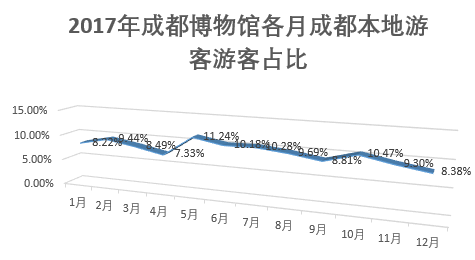 2017年成都博物馆各月成都本地游
客游客占比
15.00%
10.00%
5.00%
0.00%
8.22%
9.44%
8.49%
7.33%
11.24%
10.18%
10.28%
9.69%
8.81%
10.47%
9.30%
8.38%
1月
2月
3月
4月
5月
6月
7月
8月
9月
10月
11月
12月